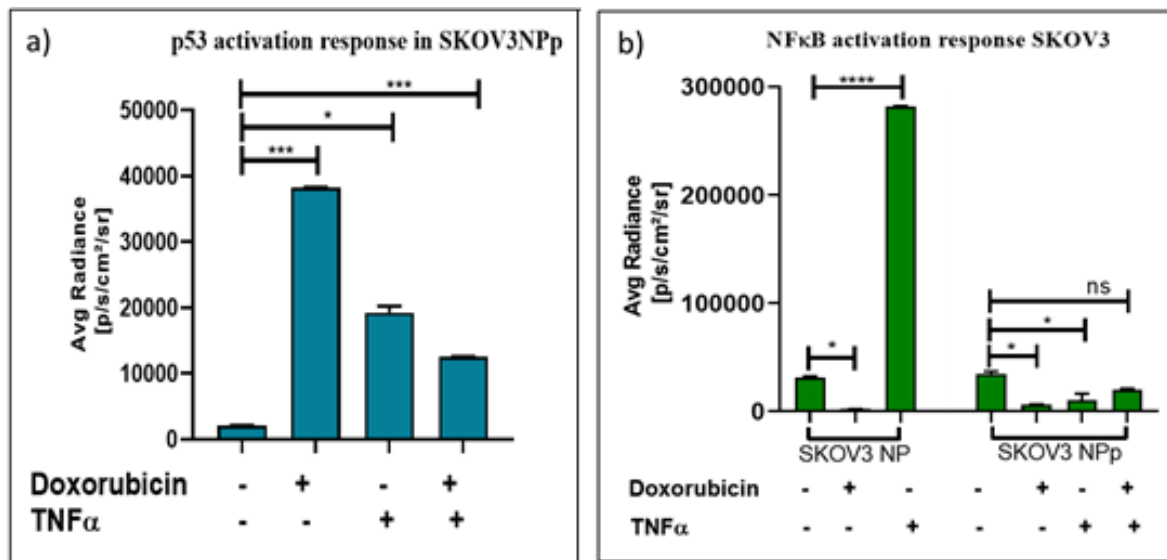 a)
p53 activation response in SKOV3NPp
***
*
***
50000
40000
30000
20000
10000
0
Avg Radiance
[p/s/cm²/sr]
Doxorubicin - + - +
TNFα - - + +
b)
NFκB activation response SKOV3
****
300000
200000
100000
0
Avg Radiance
[p/s/cm²/sr]
ns
*
*
*
SKOV3 NP SKOV3 NPp
Doxorubicin - + - - + - +
TNFα - - + - - + +